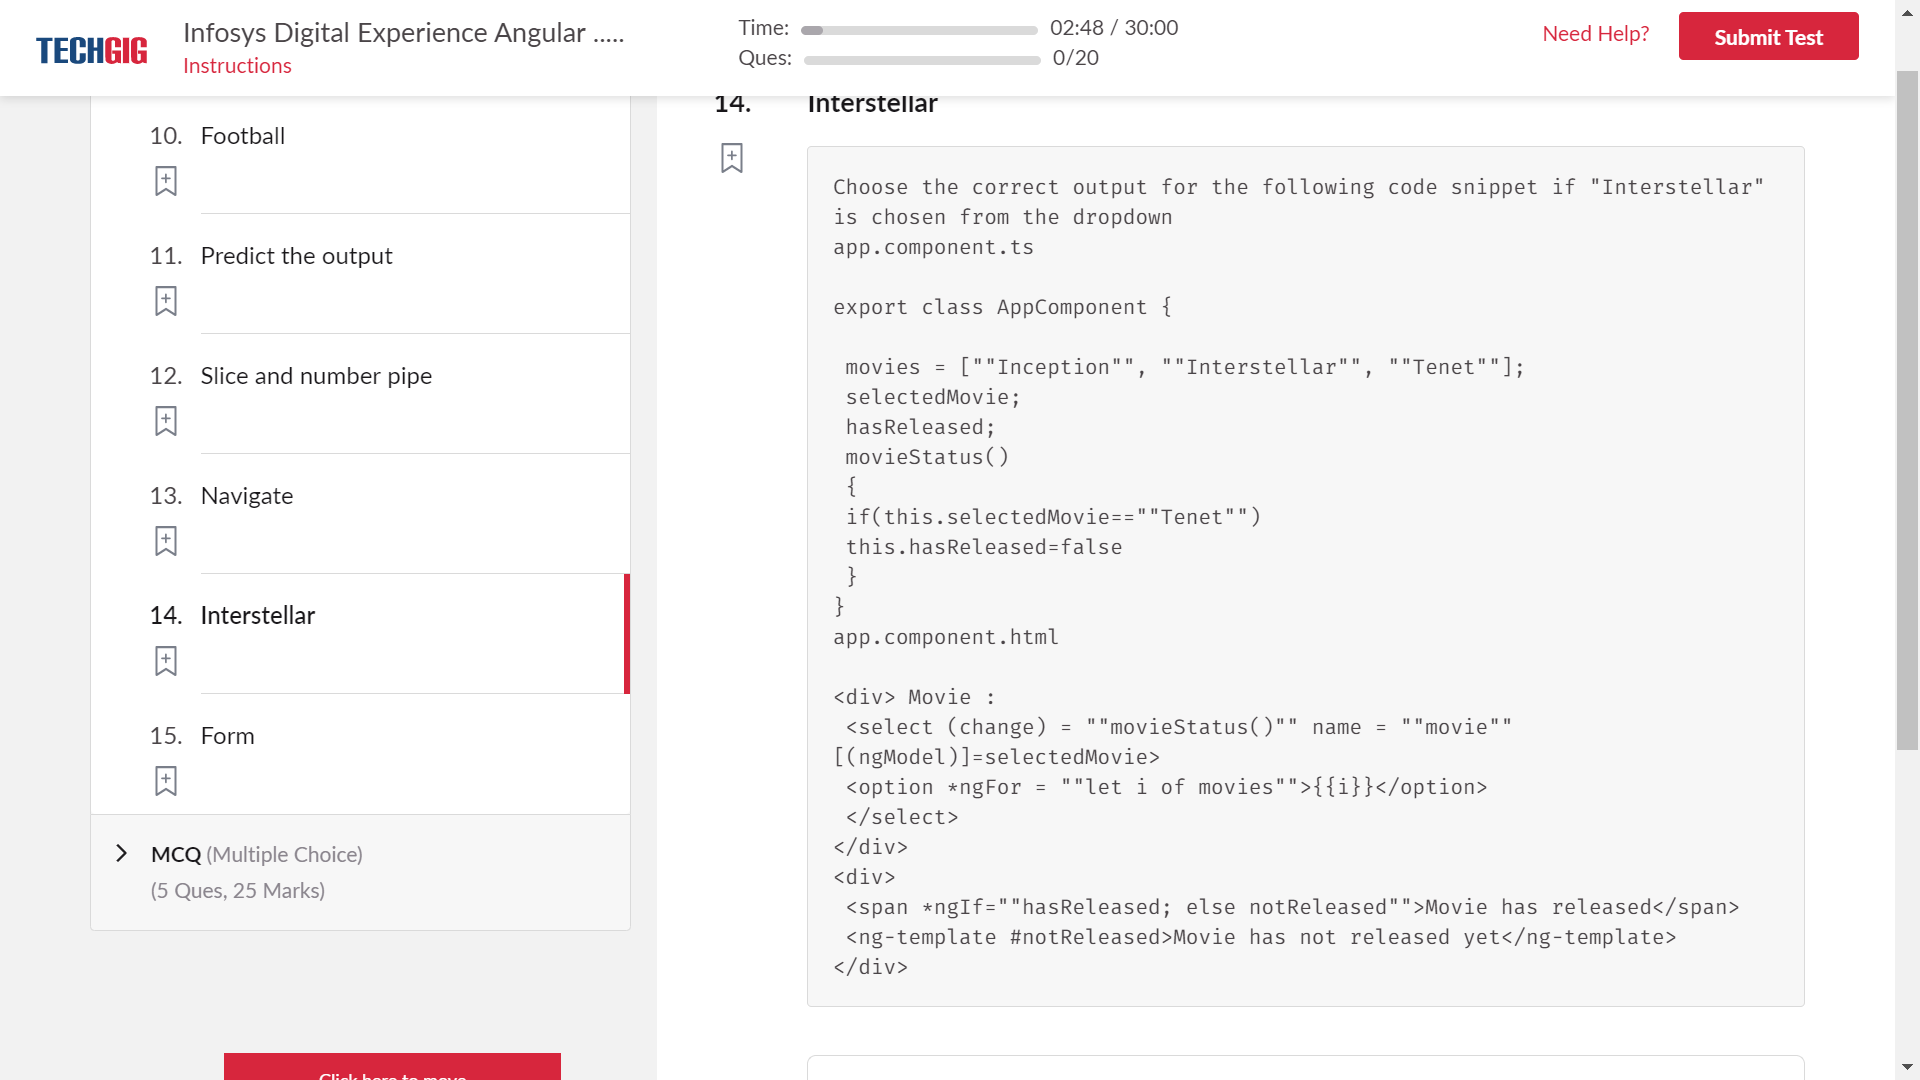 TECHGIG
Infosys Digital Experience Angular .....
Instructions
Time: 02:48 / 30:00
Ques: 0/20
Need Help?
Submit Test
10. Football
11. Predict the output
12. Slice and number pipe
13. Navigate
14. Interstellar
15. Form
MCQ (Multiple Choice)
(5 Ques, 25 Marks)
Click here to move
14. Interstellar
Choose the correct output for the following code snippet if "Interstellar"
is chosen from the dropdown
app.component.ts
export class AppComponent {
movies = [""Inception"", ""Interstellar"", ""Tenet""];
selectedMovie;
hasReleased;
movieStatus()
{
if(this.selectedMovie==""Tenet"")
this.hasReleased=false
}
}
app.component.html
<div> Movie :
<select (change) = ""movieStatus()"" name = ""movie""
[(ngModel)]=selectedMovie>
<option *ngFor = ""let i of movies"">{{i}}</option>
</select>
</div>
<div>
<span *ngIf=""hasReleased; else notReleased"">Movie has released</span>
<ng-template #notReleased>Movie has not released yet</ng-template>
</div>